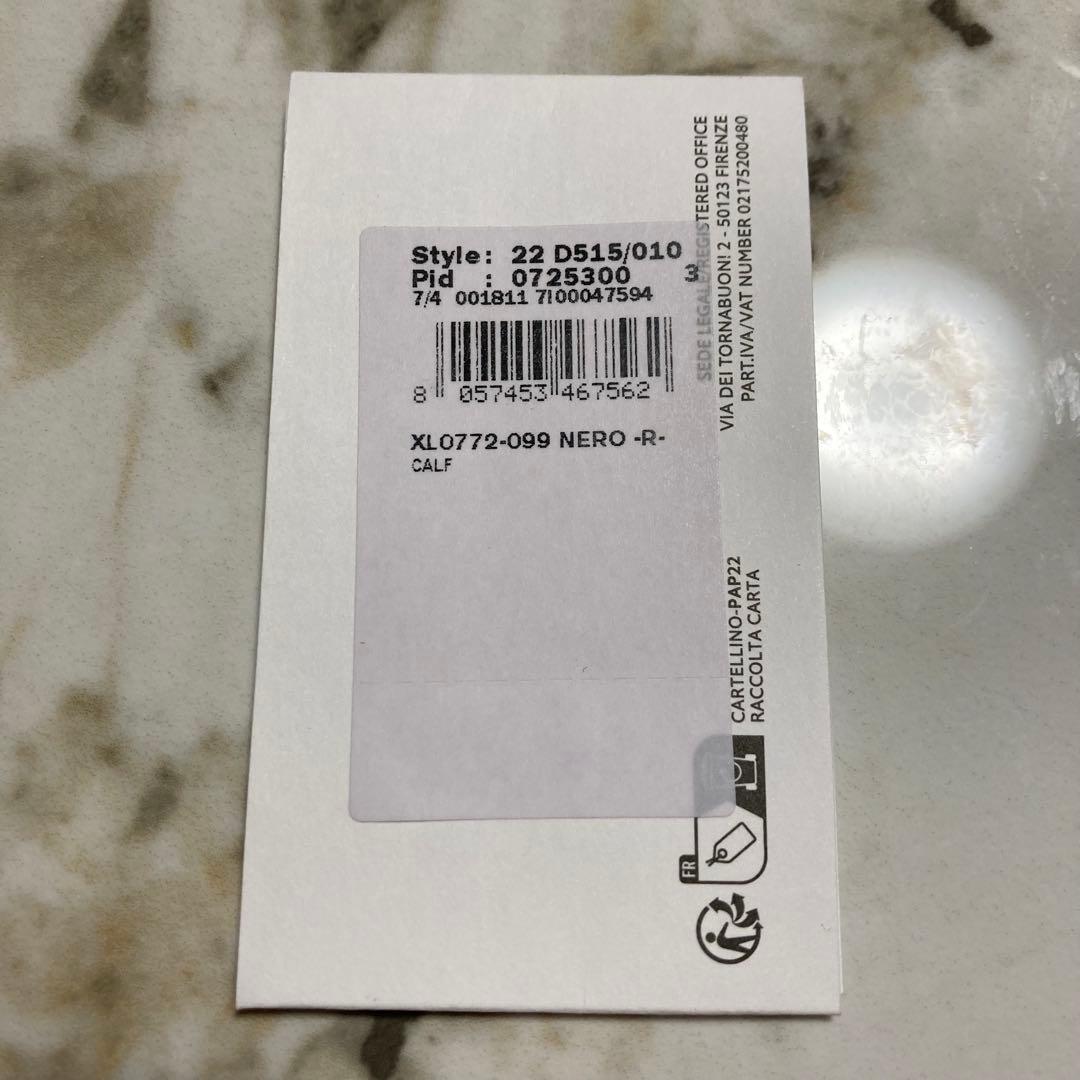 Style: 22 D515/010
Pid : 0725300 3
7/4 001811 7I00047594
8 057453 467562
XL0772-099 NERO -R-
CALF
SEDE LEGALE/REGISTERED OFFICE
VIA DEI TORNABUONI 2 - 50123 FIRENZE
PART.IVA/VAT NUMBER 02175200480
CARTELLINO-PAP22
RACCOLTA CARTA
FR